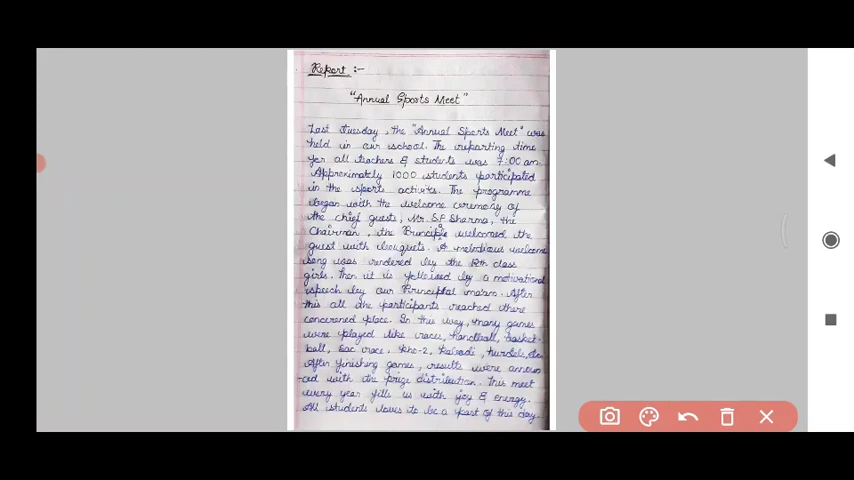 Report :-
"Annual Sports Meet"
Last Tuesday, the "Annual Sports Meet" was
held in our school. The reporting time
for all teachers & students was 7:00 am.
Approximately 1000 students participated
in the sports activits. The programme
began with the welcome ceremony of
the chief guests, Mr. S.P Sharma, the
Chairman, the Principle welcomed the
guest with bouquets. A melodious welcome
song was rendered by the 12th class
girls. Then it is followed by a motivational
speech by our Principal ma'am. After
this all the participants reached there
concerened place. In this way, many games
were played like races, handball, basket-
ball, sac race, Kho-2, Kabadi, hurdels, etc.
After finishing games, results were announ
-ced with the prize distribution. This meet
every year fills us with joy & energy.
All students loves to be a part of this day.